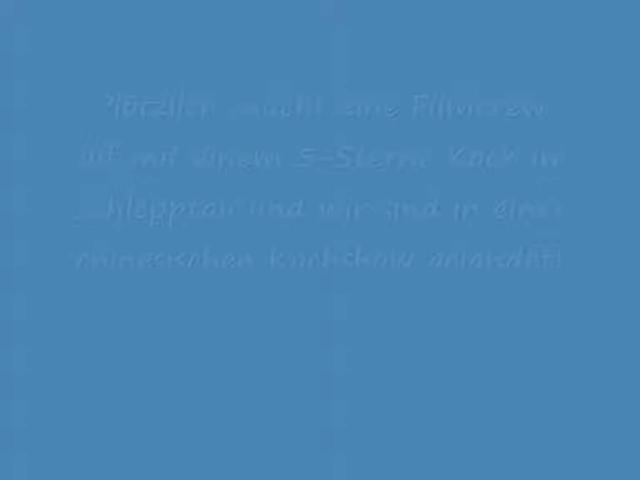 Plötzlich taucht eine Filmcrew
auf mit einem 5-Sterne Koch im
Schlepptau und wir sind in einer
chinesischen Kochshow gelandet!